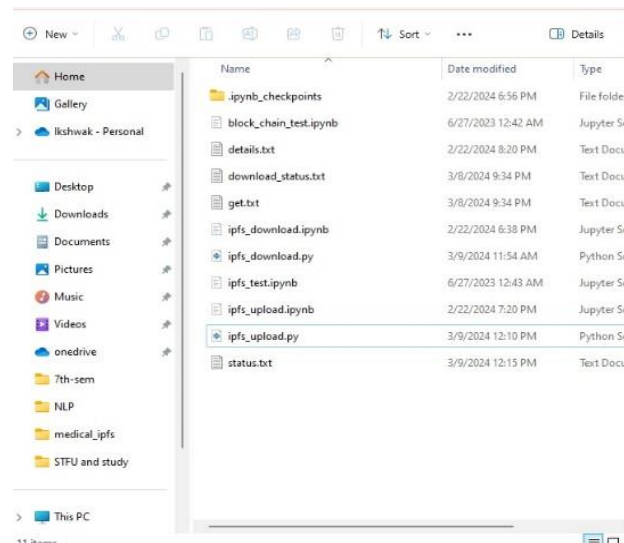 New Sort ... Details
Home
Gallery
Ikshwak - Personal
Desktop
Downloads
Documents
Pictures
Music
Videos
onedrive
7th-sem
NLP
medical_ipfs
STFU and study
This PC
11 items
Name Date modified Type
.ipynb_checkpoints 2/22/2024 6:56 PM File folde
block_chain_test.ipynb 6/27/2023 12:42 AM Jupyter S
details.txt 2/22/2024 8:20 PM Text Docu
download_status.txt 3/8/2024 9:34 PM Text Docu
get.txt 3/8/2024 9:34 PM Text Docu
ipfs_download.ipynb 2/22/2024 6:38 PM Jupyter S
ipfs_download.py 3/9/2024 11:54 AM Python S
ipfs_test.ipynb 6/27/2023 12:43 AM Jupyter S
ipfs_upload.ipynb 2/22/2024 7:20 PM Jupyter S
ipfs_upload.py 3/9/2024 12:10 PM Python S
status.txt 3/9/2024 12:15 PM Text Docu